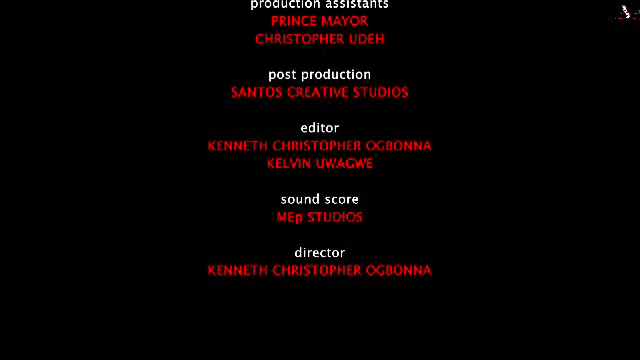 production assistants
PRINCE MAYOR
CHRISTOPHER UDEH
post production
SANTOS CREATIVE STUDIOS
editor
KENNETH CHRISTOPHER OGBONNA
KELVIN UWAGWE
sound score
MEp STUDIOS
director
KENNETH CHRISTOPHER OGBONNA